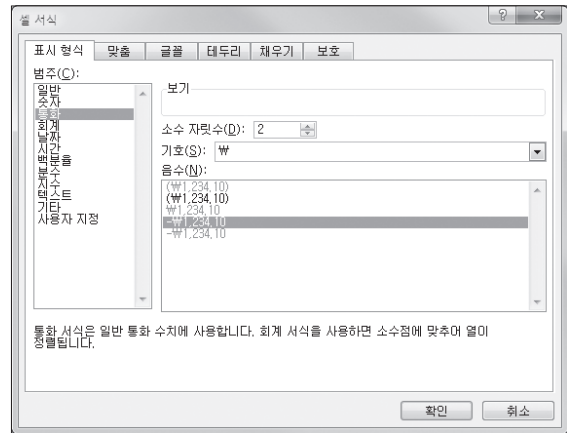 셀 서식
표시 형식 맞춤 글꼴 테두리 채우기 보호
범주(C):
일반
숫자
통화
회계
날짜
시간
백분율
분수
지수
텍스트
기타
사용자 지정
보기
소수 자릿수(D): 2
기호(S): ₩
음수(N):
(₩1,234.10)
(₩1,234.10)
₩1,234.10
-₩1,234.10
-₩1,234.10
통화 서식은 일반 통화 수치에 사용합니다. 회계 서식을 사용하면 소수점에 맞추어 열이
정렬됩니다.
확인 취소